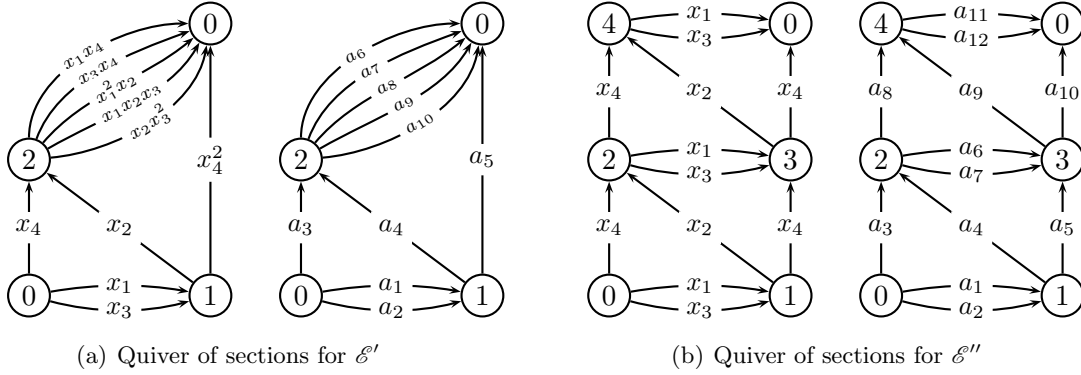 0 0 4 x₁ x₃ 0 4 a₁₁ a₁₂ 0
x₁x₄ x₃x₄ x₁²x₂ x₁x₂x₃ x₂x₃² a₆ a₇ a₈ a₉ a₁₀ x₄ x₂ x₄ a₈ a₉ a₁₀
2 x₄² 2 a₅ 2 x₁ x₃ 3 2 a₆ a₇ 3
x₄ x₂ a₃ a₄ x₄ x₂ x₄ a₃ a₄ a₅
0 x₁ x₃ 1 0 a₁ a₂ 1 0 x₁ x₃ 1 0 a₁ a₂ 1
(a) Quiver of sections for ℰ′ (b) Quiver of sections for ℰ″